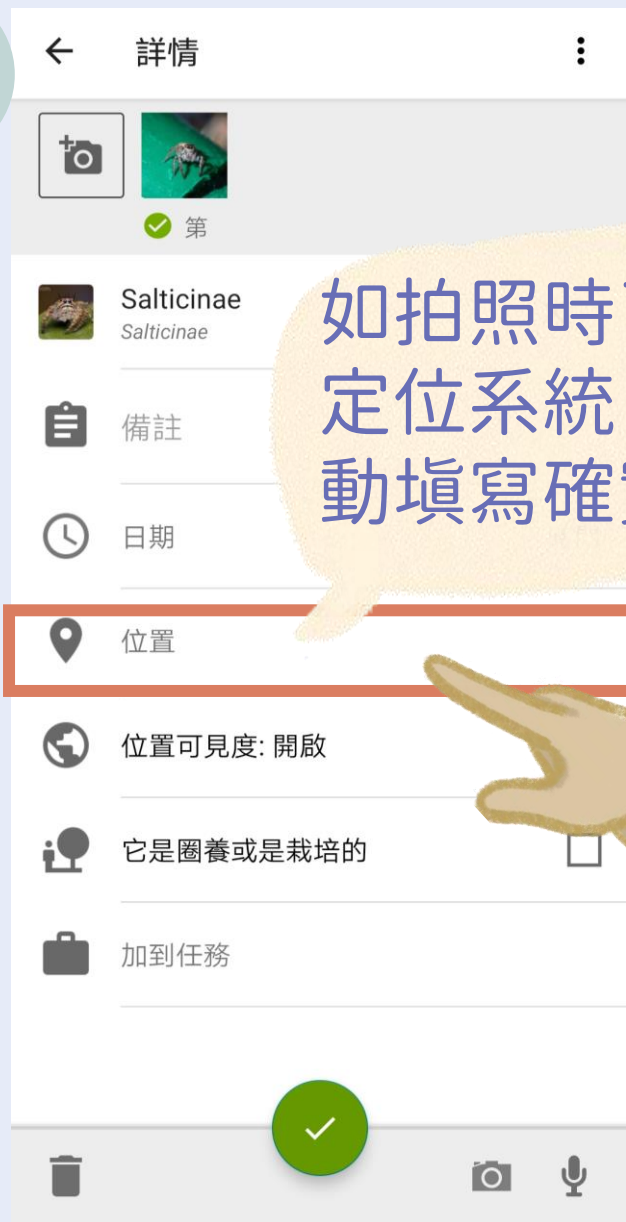 詳情
第
Salticinae
Salticinae
如拍照時
定位系統
動填寫確
備註
日期
位置
位置可見度: 開啟
它是圈養或是栽培的
加到任務